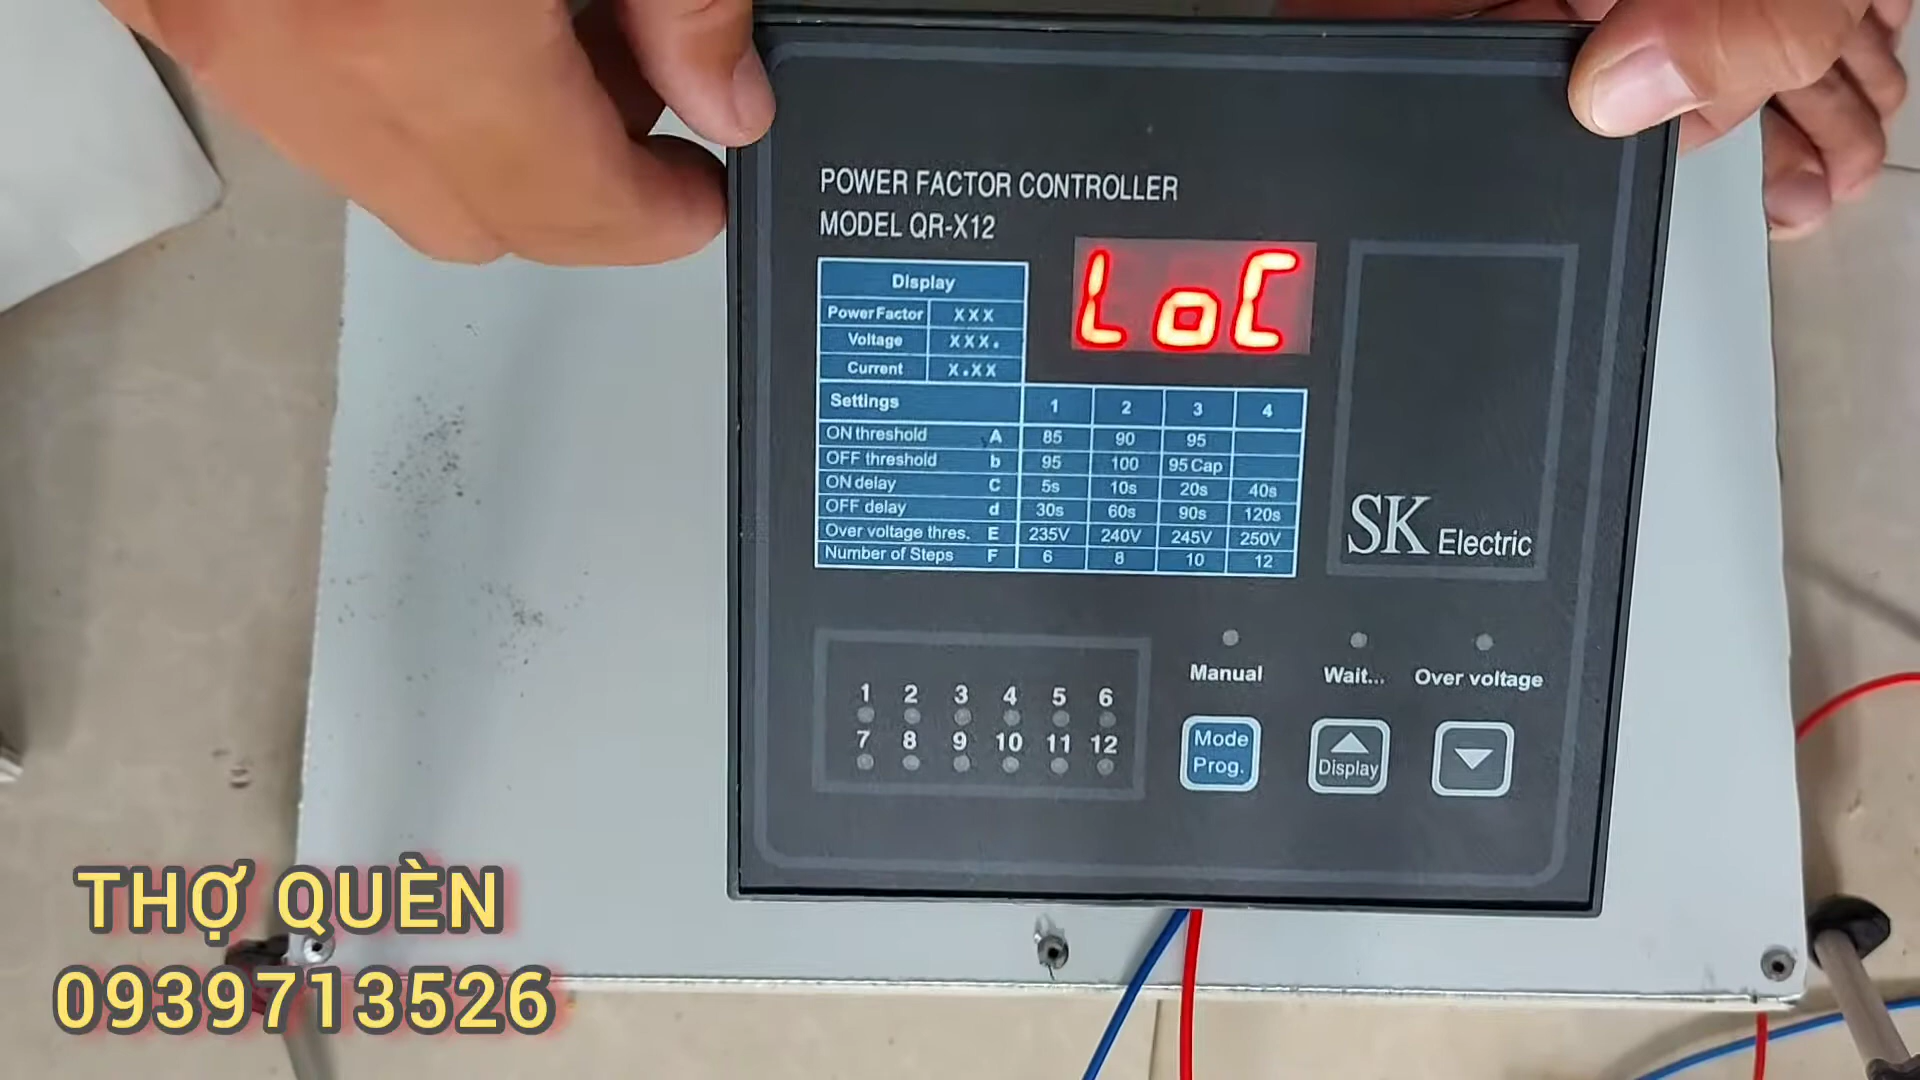 POWER FACTOR CONTROLLER
MODEL QR-X12
LoC
Display
Power Factor XXX
Voltage XXX.
Current X.XX
Settings 1 2 3 4
ON threshold A 85 90 95
OFF threshold b 95 100 95 Cap
ON delay C 5s 10s 20s 40s
OFF delay d 30s 60s 90s 120s
Over voltage thres. E 235V 240V 245V 250V
Number of Steps F 6 8 10 12
SK Electric
1 2 3 4 5 6
7 8 9 10 11 12
Manual Wait... Over voltage
Mode
Prog.
Display
THỢ QUÈN
0939713526